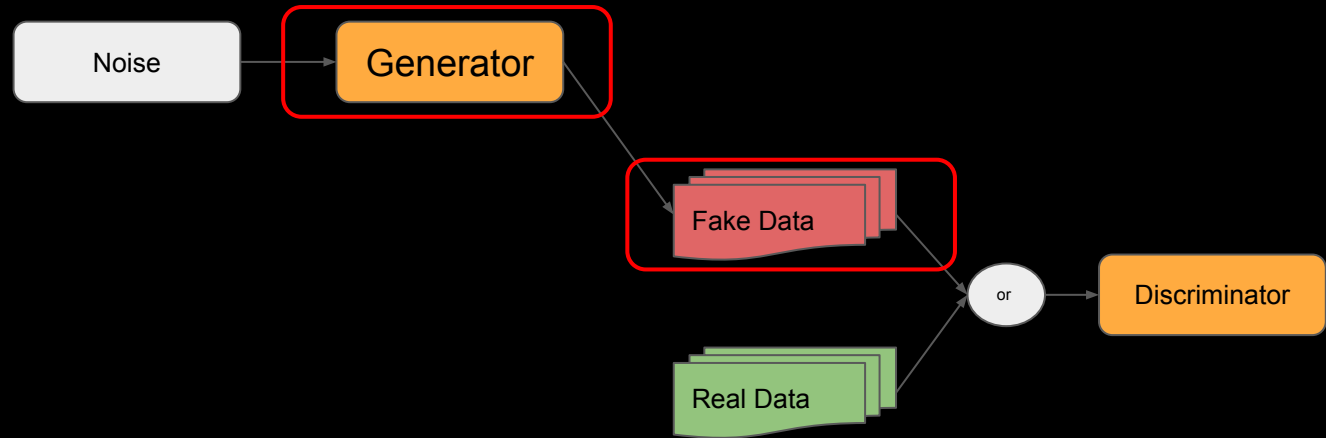 Noise
Generator
Fake Data
or
Discriminator
Real Data